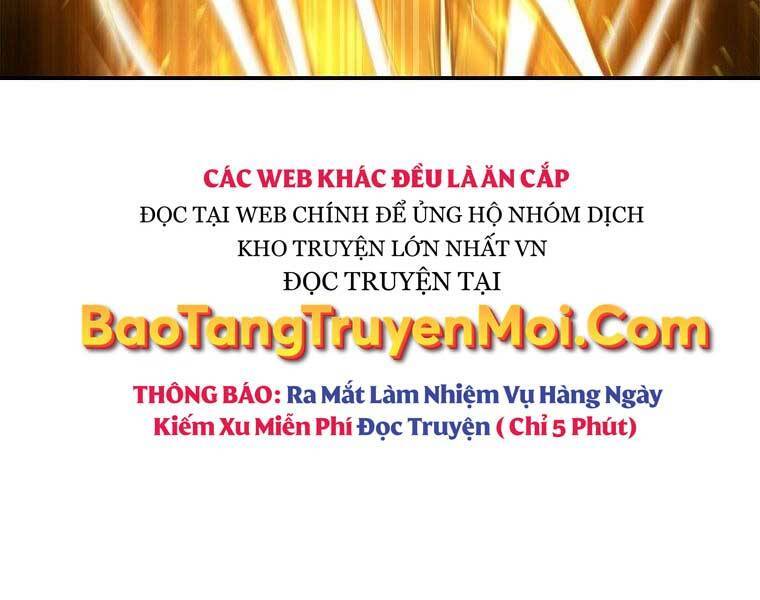 CÁC WEB KHÁC ĐỀU LÀ ĂN CẮP
ĐỌC TẠI WEB CHÍNH ĐỂ ỦNG HỘ NHÓM DỊCH
KHO TRUYỆN LỚN NHẤT VN
ĐỌC TRUYỆN TẠI
BaoTangTruyenMoi.Com
THÔNG BÁO: Ra Mắt Làm Nhiệm Vụ Hàng Ngày
Kiếm Xu Miễn Phí Đọc Truyện ( Chỉ 5 Phút)